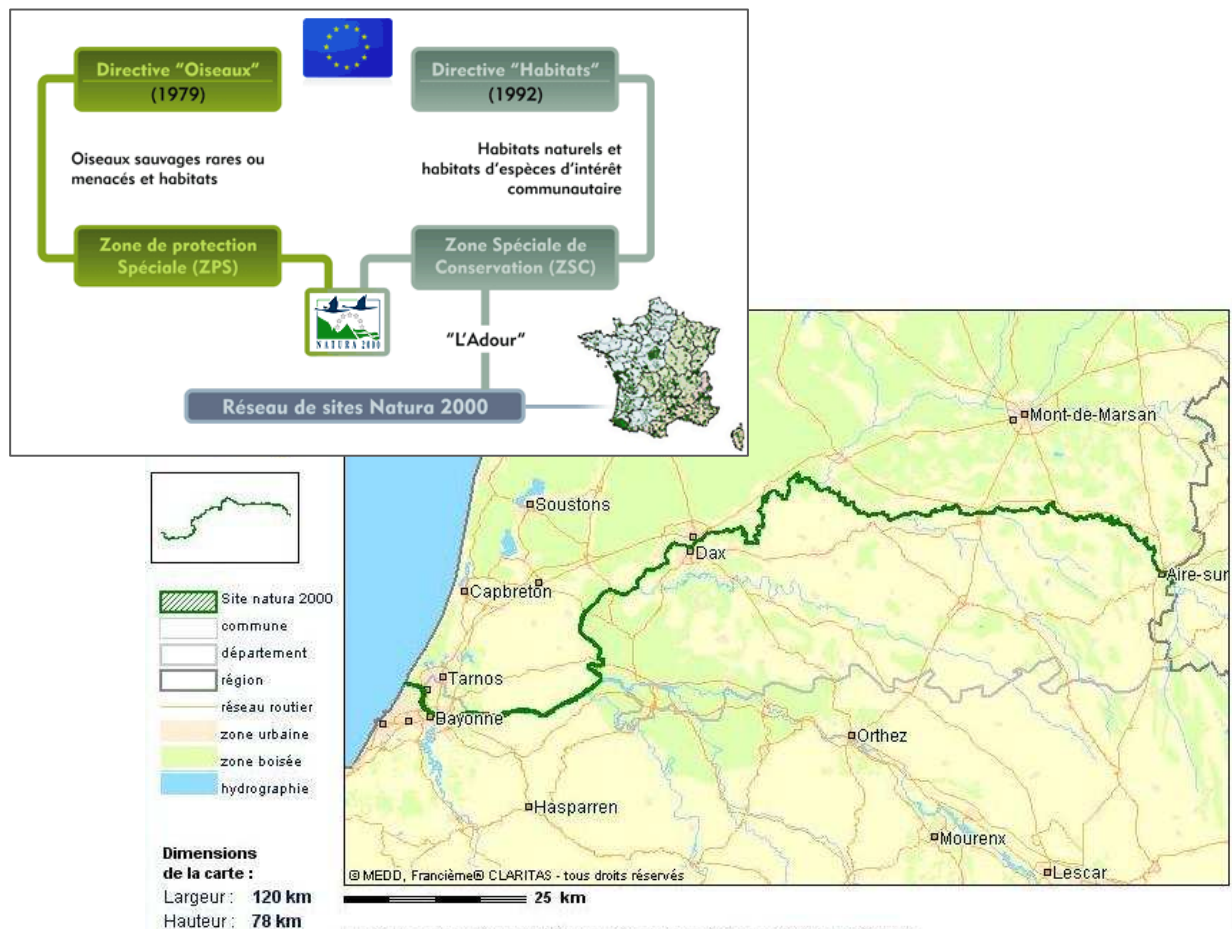 Directive "Oiseaux"
(1979)
Directive "Habitats"
(1992)
Oiseaux sauvages rares ou
menacés et habitats
Habitats naturels et
habitats d'espèces d'intérêt
communautaire
Zone de protection
Spéciale (ZPS)
Zone Spéciale de
Conservation (ZSC)
NATURA 2000
"L'Adour"
Réseau de sites Natura 2000
Mont-de-Marsan
Soustons
Dax
Aire-sur
Capbreton
Tarnos
Bayonne
Orthez
Hasparren
Mourenx
Lescar
Site natura 2000
commune
département
région
réseau routier
zone urbaine
zone boisée
hydrographie
© MEDD, Francième® CLARITAS - tous droits réservés
Dimensions
de la carte :
Largeur : 120 km
Hauteur : 78 km
25 km